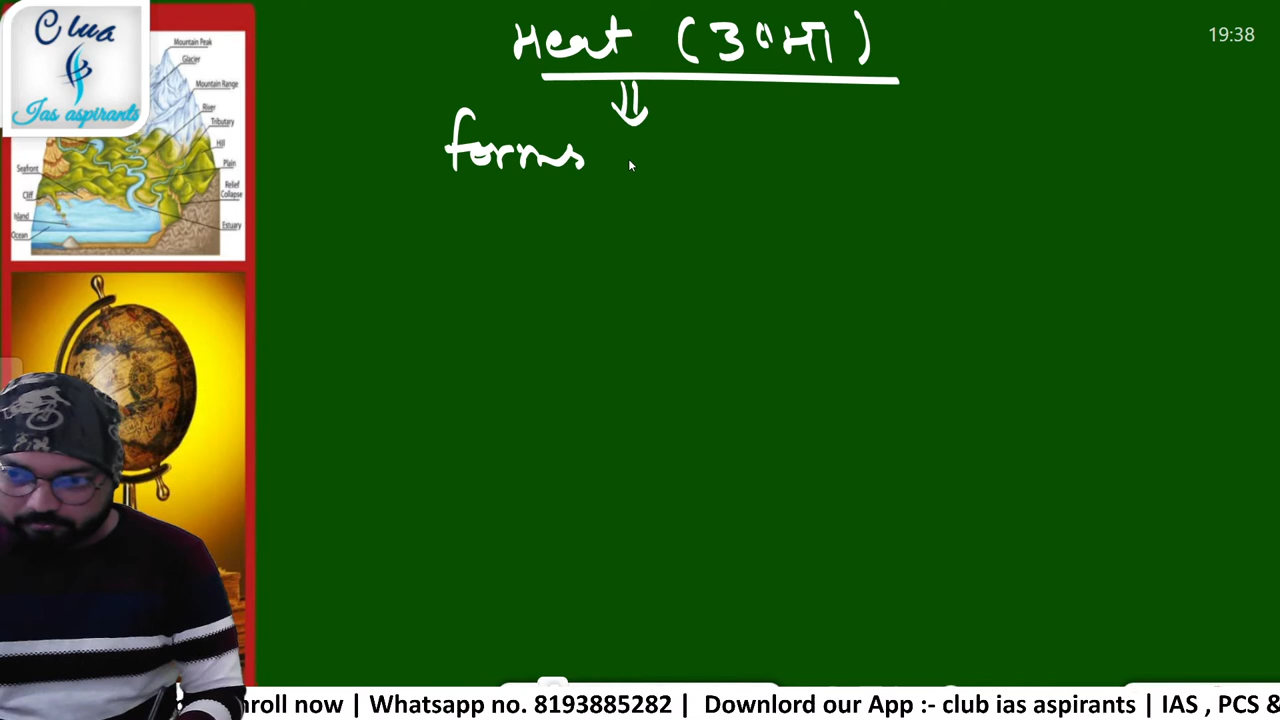 Clua
Ias aspirants
Mountain Peak
Glacier
Mountain Range
River
Tributary
Hill
Plain
Relief
Collapse
Estuary
Seafront
Cliff
Island
Ocean
Heat (ऊष्मा)
forms
19:38
nroll now | Whatsapp no. 8193885282 | Downlord our App :- club ias aspirants | IAS , PCS &